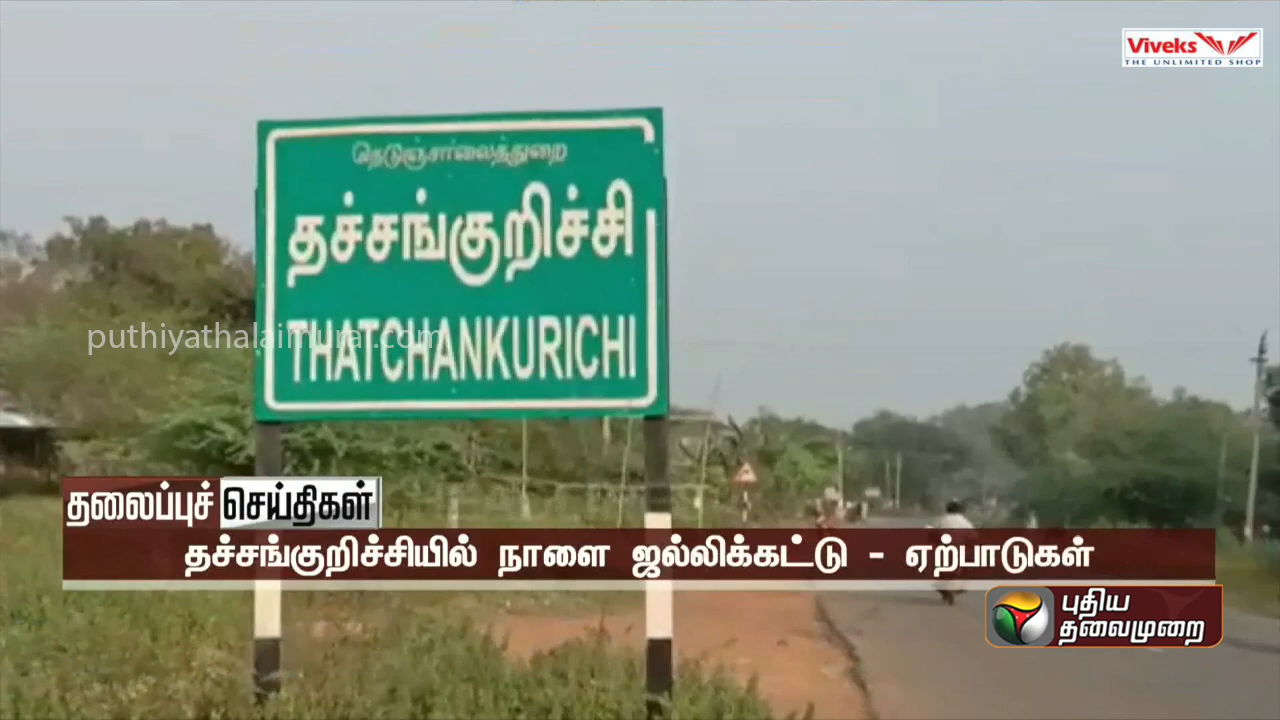 Viveks
THE UNLIMITED SHOP
நெடுஞ்சாலைத்துறை
தச்சங்குறிச்சி
THATCHANKURICHI
puthiyathalaimurai.com
தலைப்புச் செய்திகள்
தச்சங்குறிச்சியில் நாளை ஜல்லிக்கட்டு - ஏற்பாடுகள்
புதிய
தலைமுறை